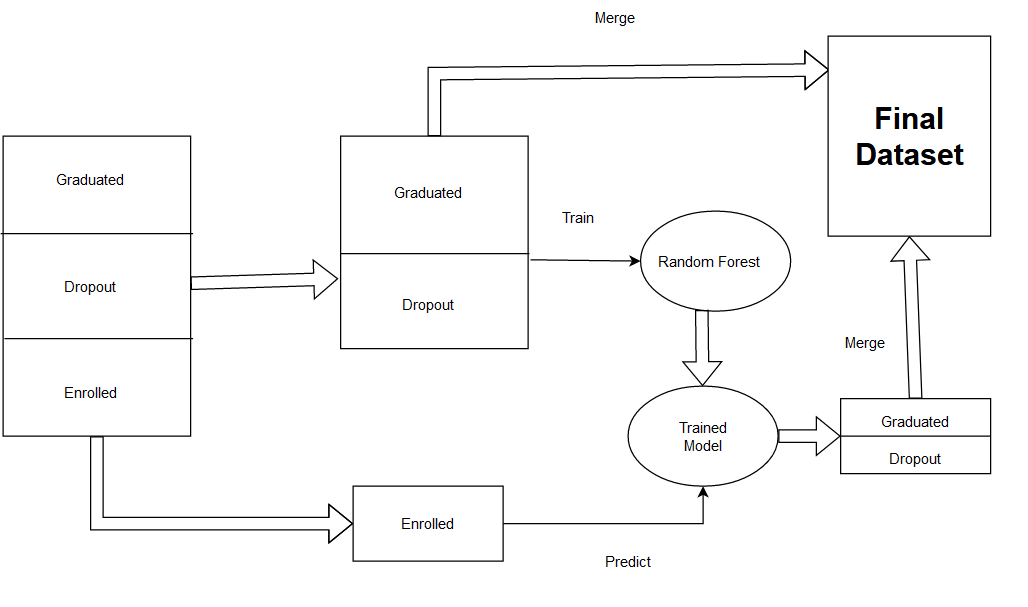 Merge
Final
Dataset
Graduated
Dropout
Enrolled
Graduated
Dropout
Train
Random Forest
Merge
Trained
Model
Graduated
Dropout
Enrolled
Predict